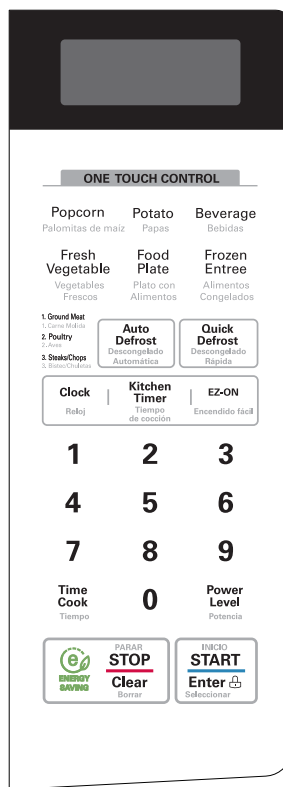 ONE TOUCH CONTROL
Popcorn Potato Beverage
Palomitas de maíz Papas Bebidas
Fresh Food Frozen
Vegetable Plate Entree
Vegetables Plato con Alimentos
Frescos Alimentos Congelados
1. Ground Meat
1. Carne Molida
2. Poultry
2. Aves
3. Steaks/Chops
3. Bistec/Chuletas
Auto Quick
Defrost Defrost
Descongelado Descongelado
Automática Rápida
Clock Kitchen Timer EZ-ON
Reloj Tiempo de cocción Encendido fácil
1 2 3
4 5 6
7 8 9
Time Cook 0 Power Level
Tiempo Potencia
e
ENERGY
SAVING
PARAR
STOP
Clear
Borrar
INICIO
START
Enter
Seleccionar